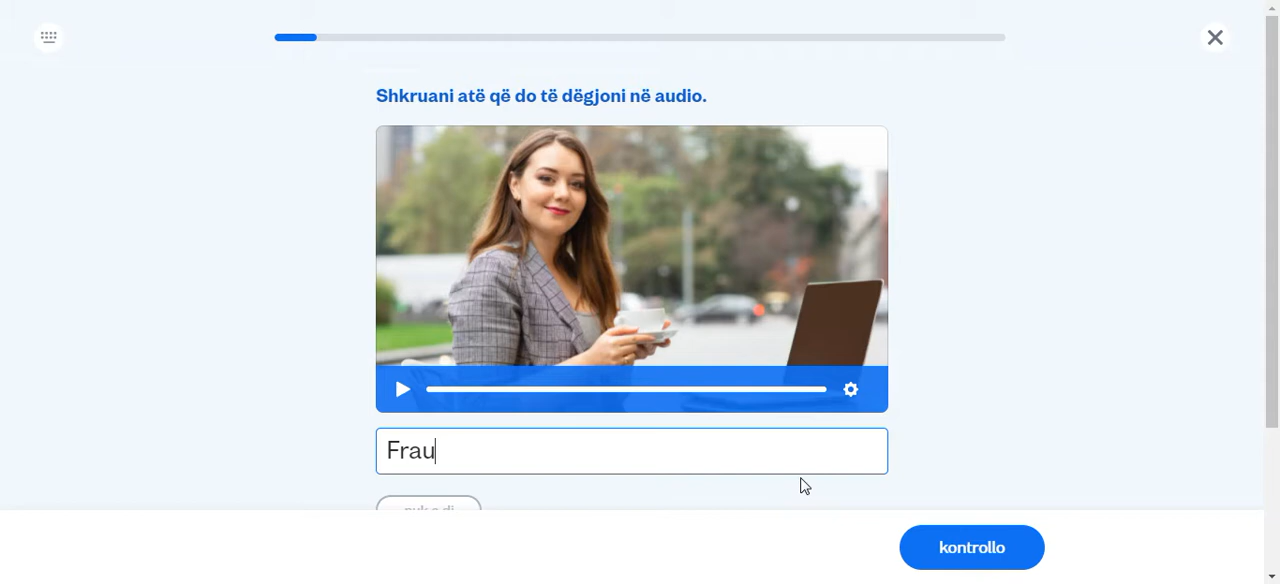 Shkruani atë që do të dëgjoni në audio.
Frau
kontrollo